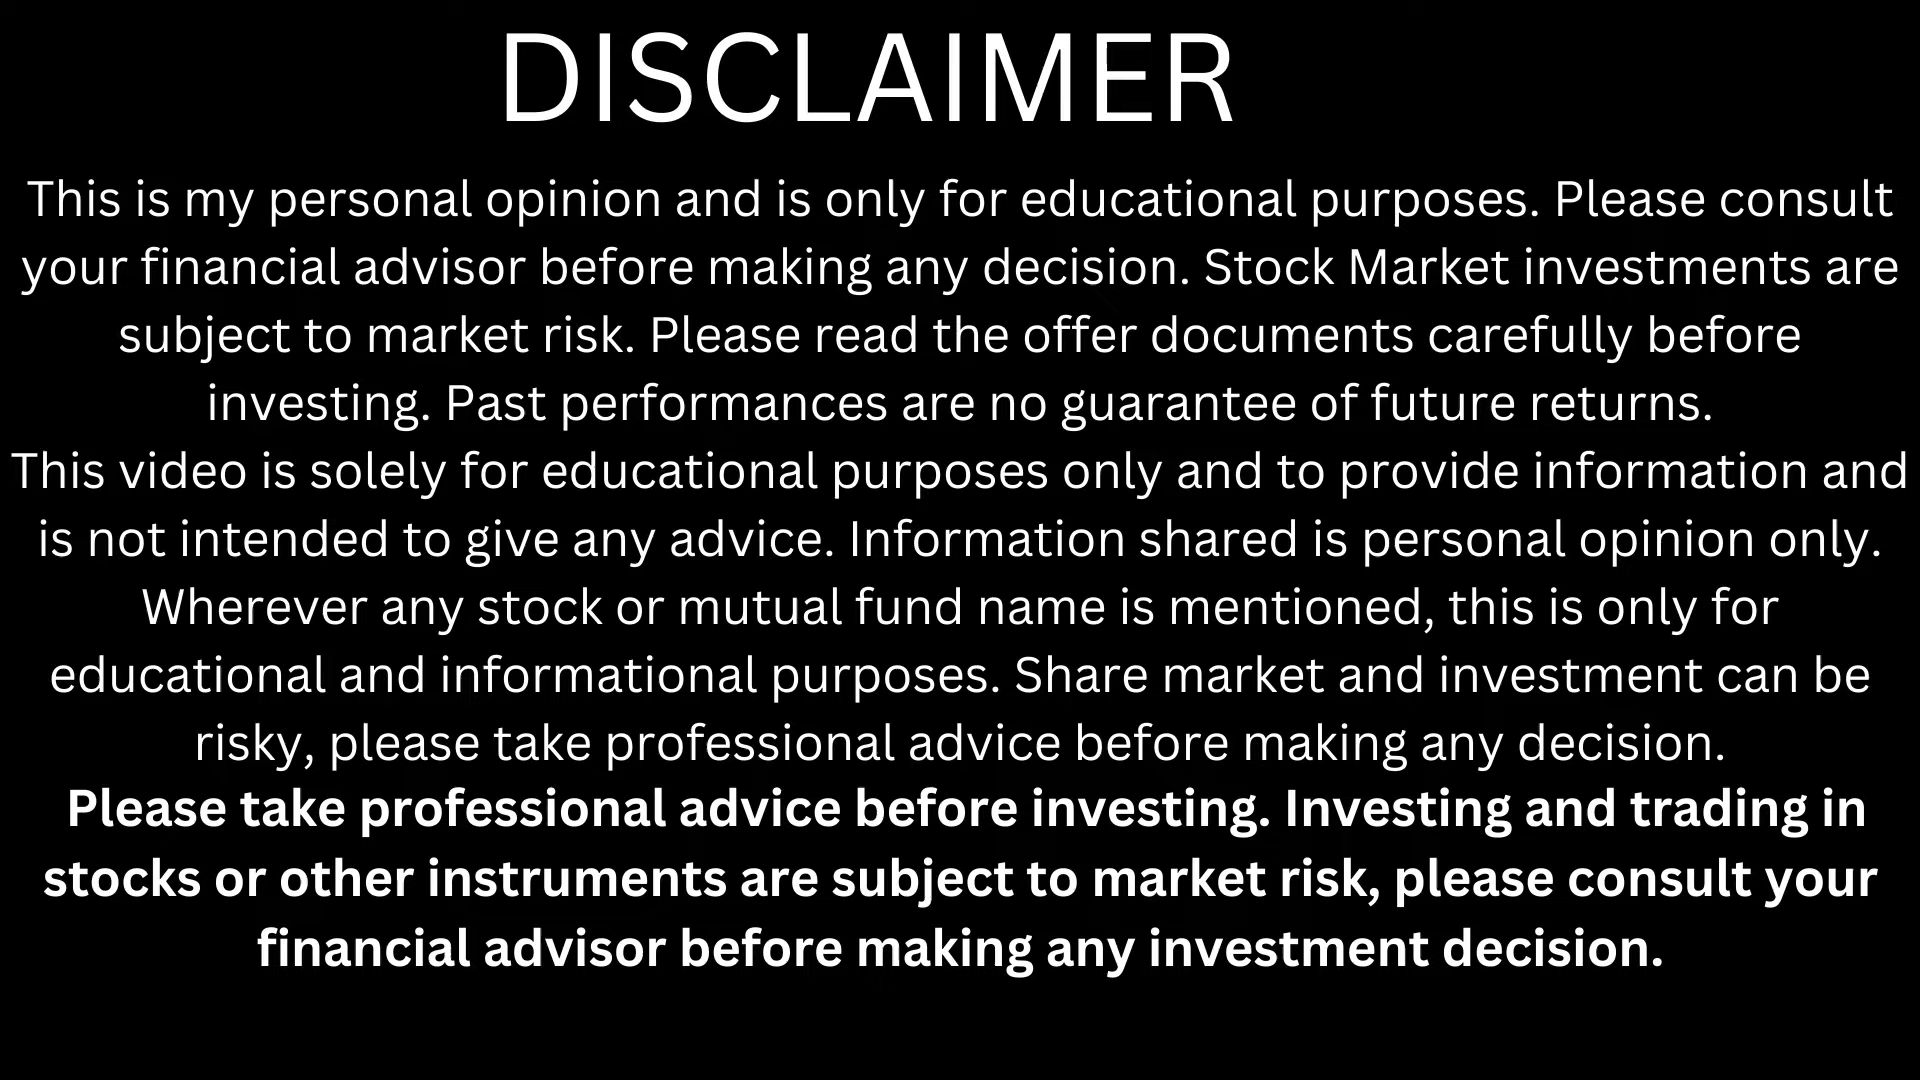 DISCLAIMER
This is my personal opinion and is only for educational purposes. Please consult
your financial advisor before making any decision. Stock Market investments are
subject to market risk. Please read the offer documents carefully before
investing. Past performances are no guarantee of future returns.
This video is solely for educational purposes only and to provide information and
is not intended to give any advice. Information shared is personal opinion only.
Wherever any stock or mutual fund name is mentioned, this is only for
educational and informational purposes. Share market and investment can be
risky, please take professional advice before making any decision.
Please take professional advice before investing. Investing and trading in
stocks or other instruments are subject to market risk, please consult your
financial advisor before making any investment decision.